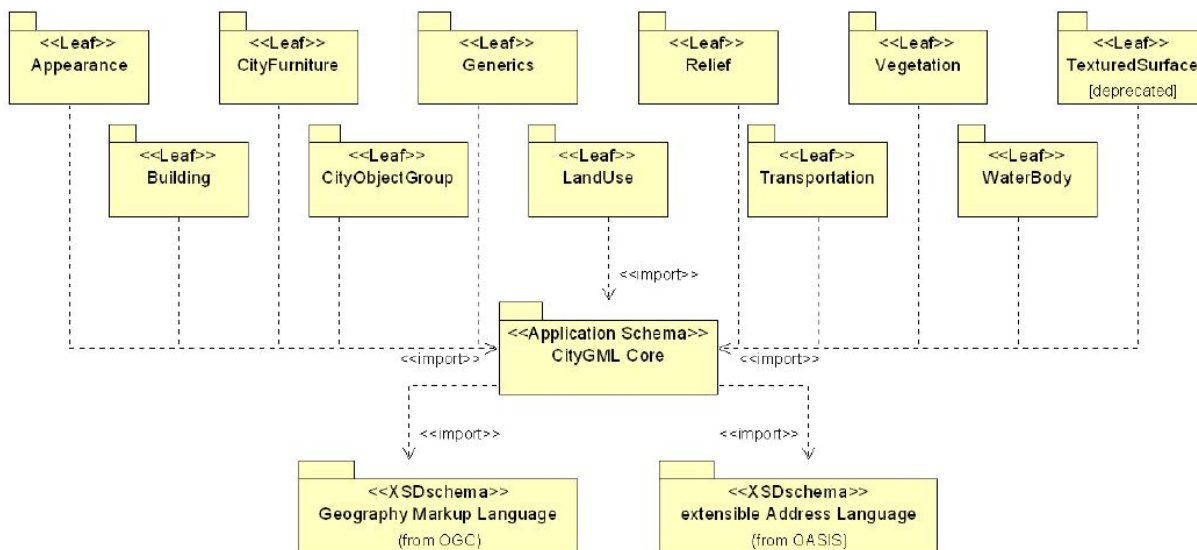 <<Leaf>>
Appearance
<<Leaf>>
CityFurniture
<<Leaf>>
Generics
<<Leaf>>
Relief
<<Leaf>>
Vegetation
<<Leaf>>
TexturedSurface
[deprecated]
<<Leaf>>
Building
<<Leaf>>
CityObjectGroup
<<Leaf>>
LandUse
<<Leaf>>
Transportation
<<Leaf>>
WaterBody
<<import>>
<<Application Schema>>
CityGML Core
<<import>>
<<import>>
<<import>>
<<import>>
<<XSDschema>>
Geography Markup Language
(from OGC)
<<XSDschema>>
extensible Address Language
(from OASIS)